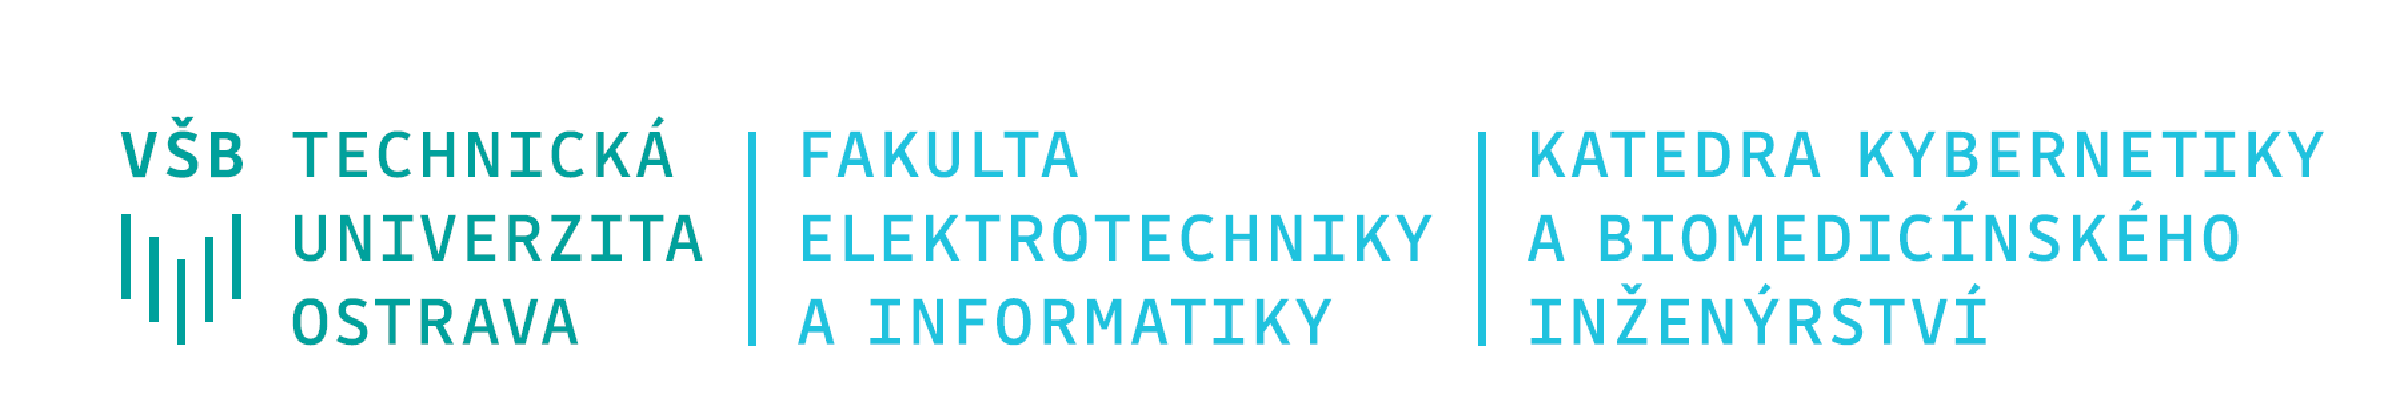 VŠB TECHNICKÁ
UNIVERZITA
OSTRAVA
FAKULTA
ELEKTROTECHNIKY
A INFORMATIKY
KATEDRA KYBERNETIKY
A BIOMEDICÍNSKÉHO
INŽENÝRSTVÍ